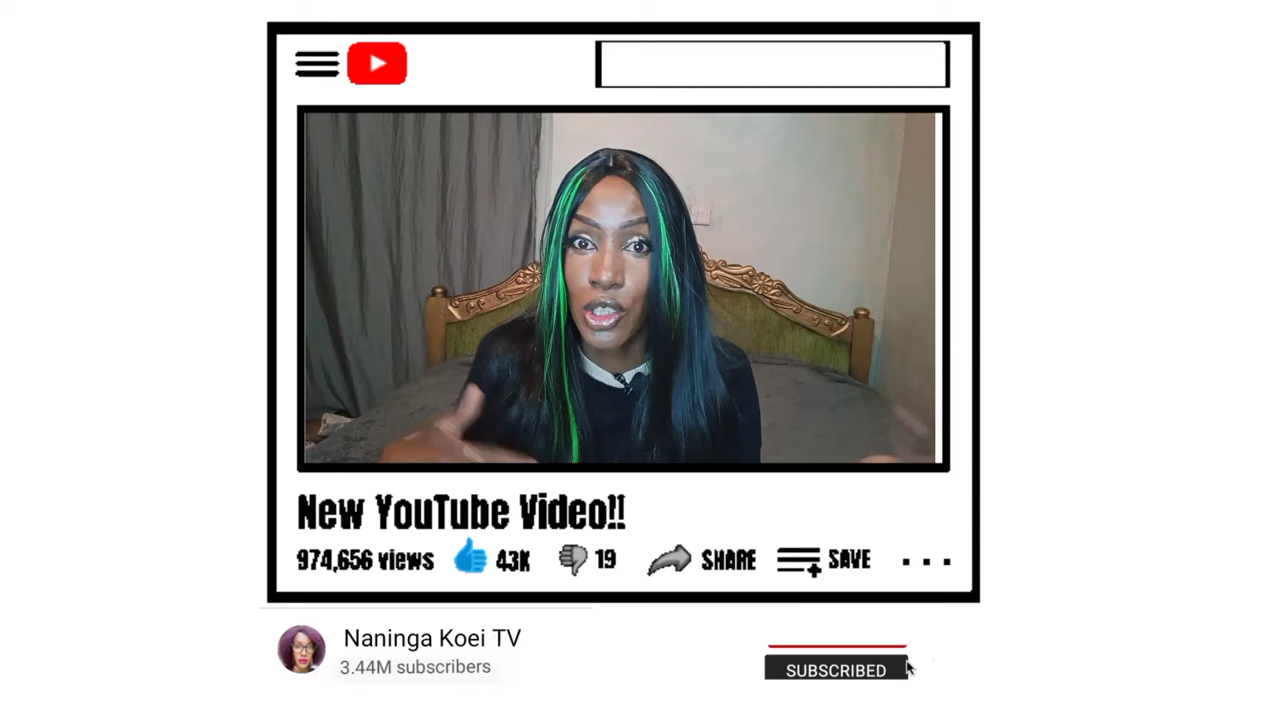 New YouTube Video!!
974,656 views 43K 19 SHARE SAVE ...
Naninga Koei TV
3.44M subscribers
SUBSCRIBED